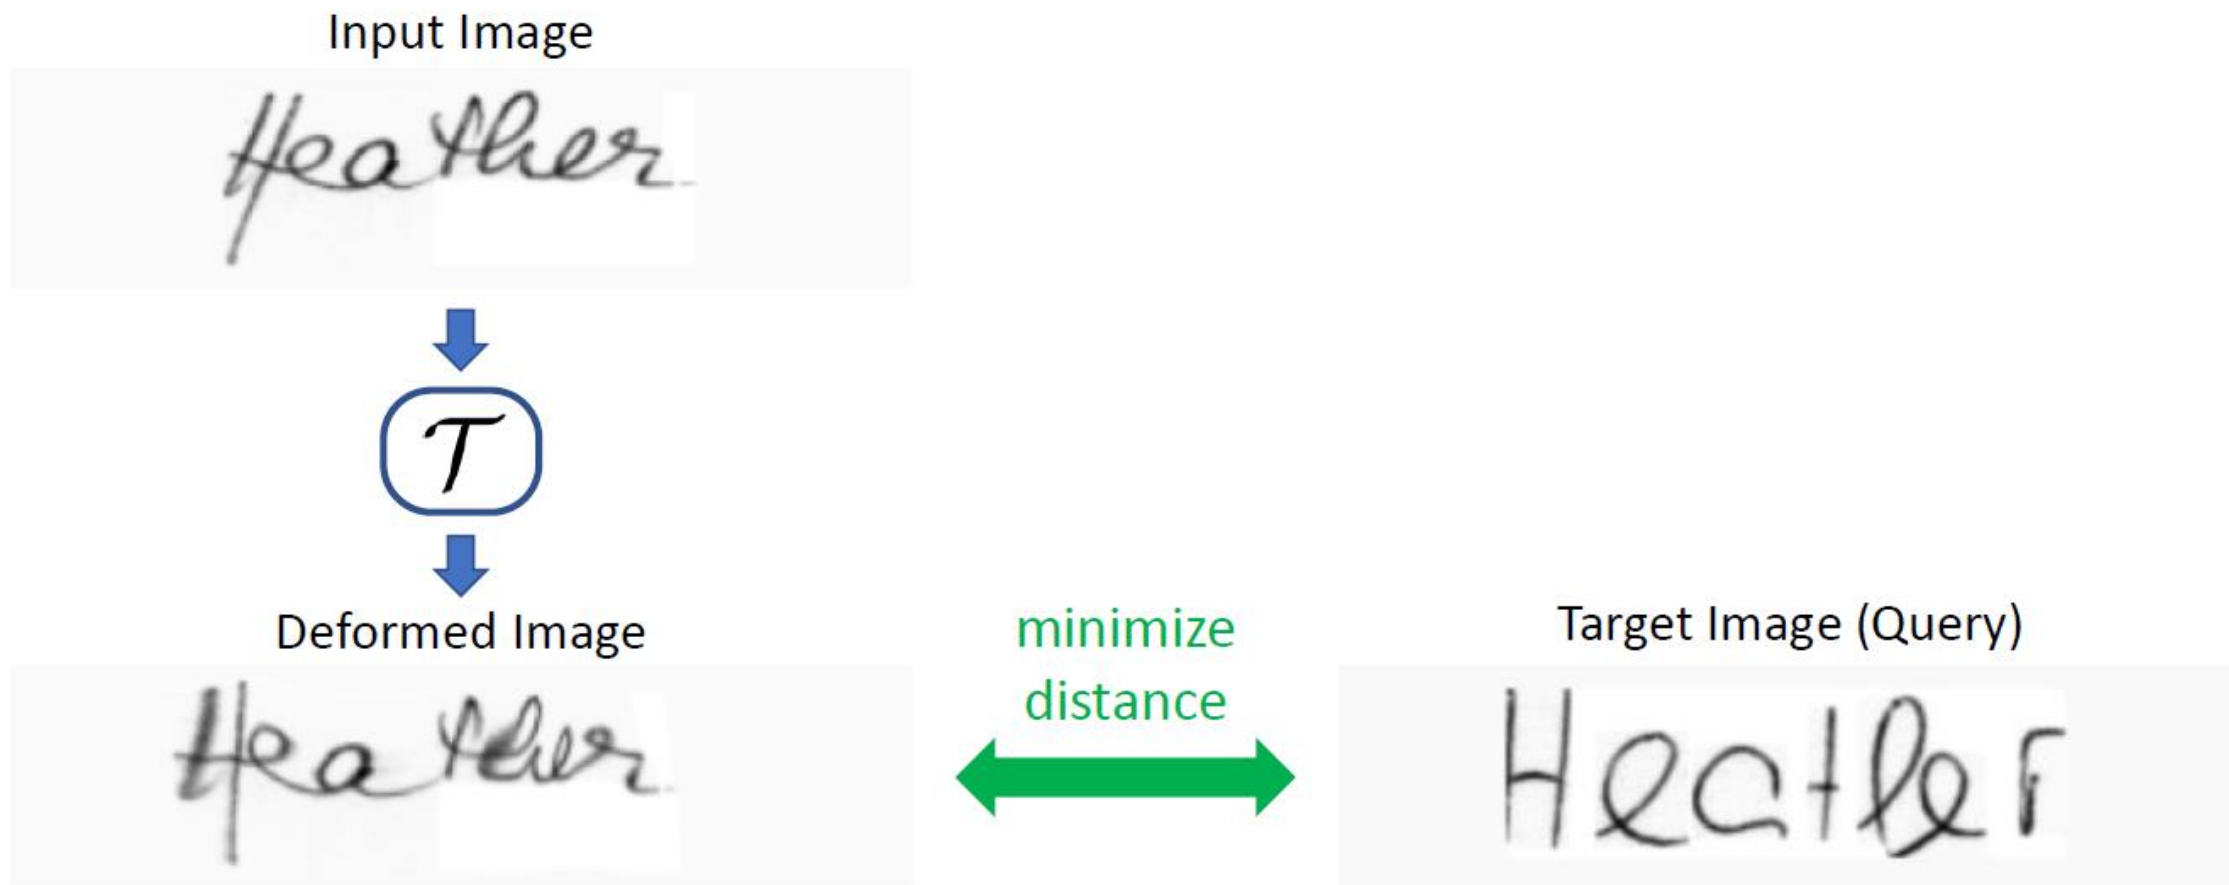 Input Image
Heather
T
Deformed Image
Heather
minimize
distance
Target Image (Query)
Heatler